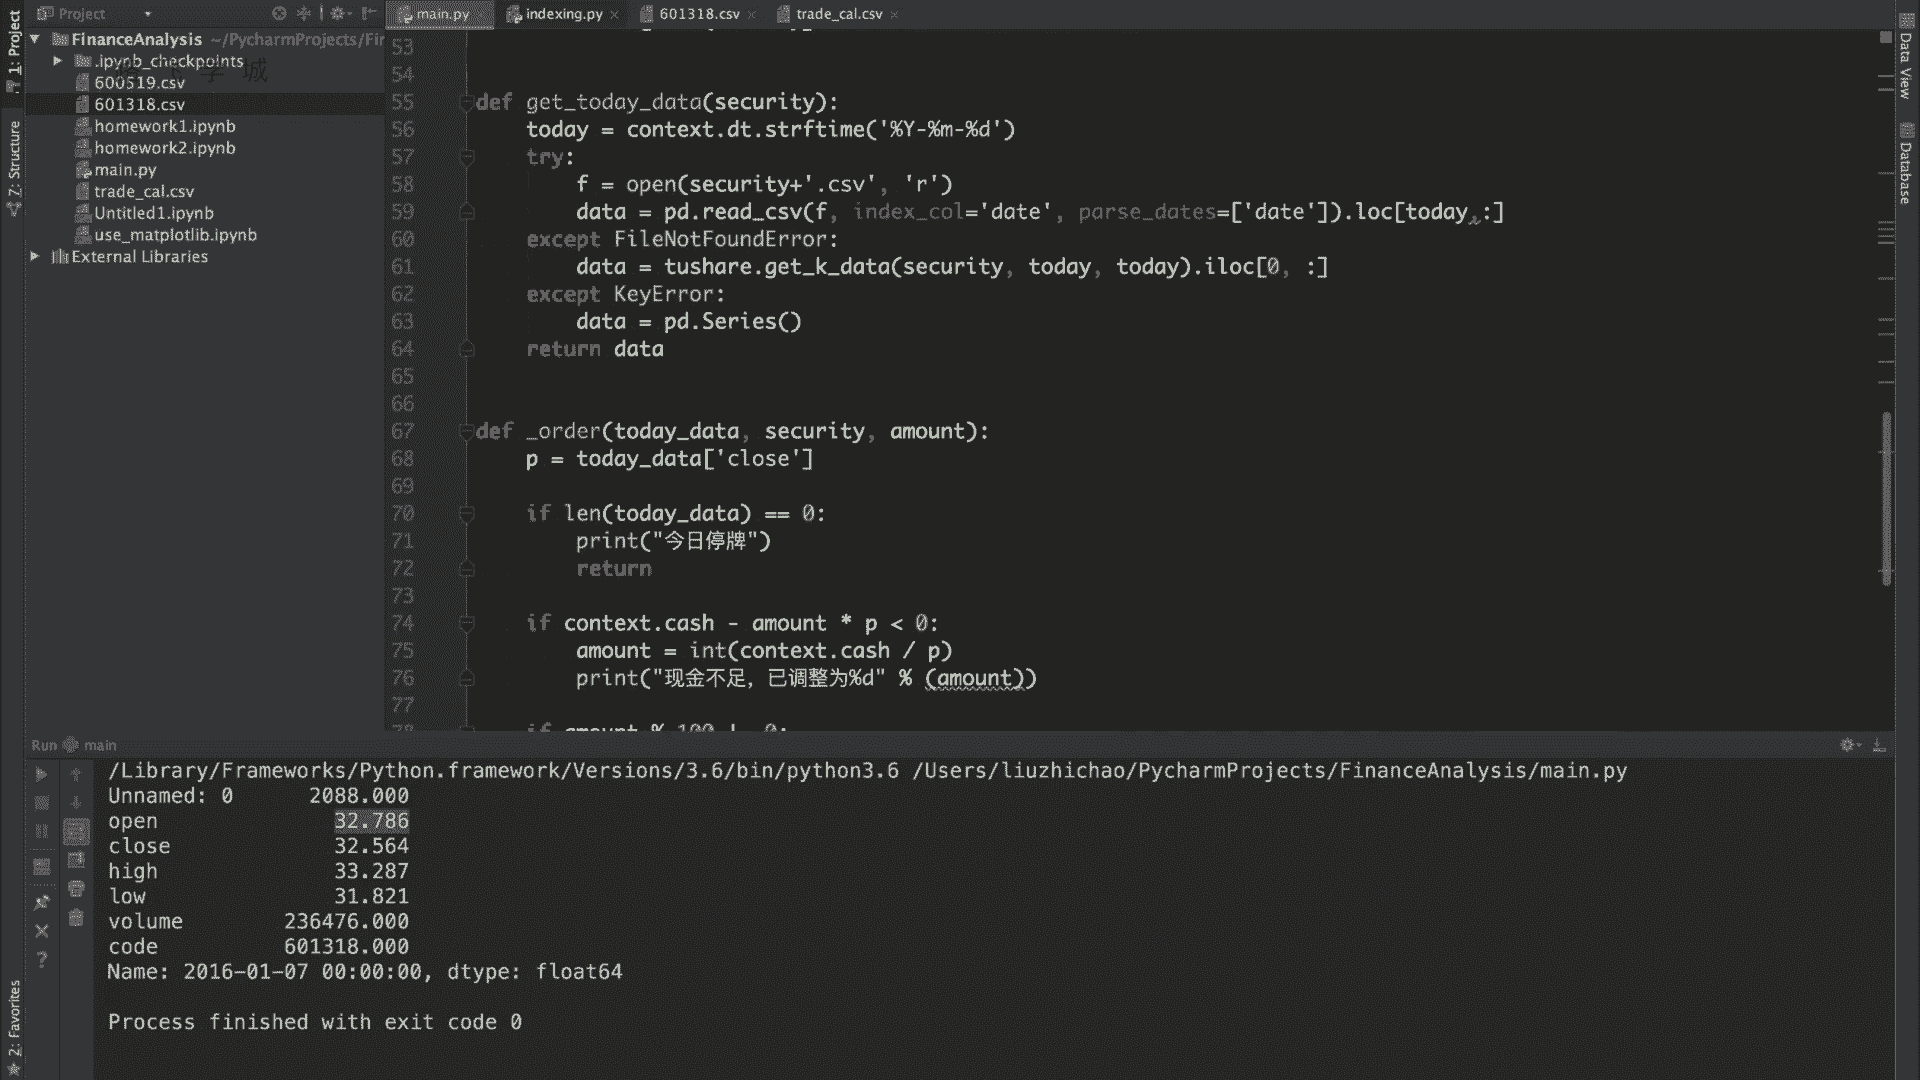 1: Project
Project
FinanceAnalysis ~/PycharmProjects/Fir
.ipynb_checkpoints
600519.csv
601318.csv
homework1.ipynb
homework2.ipynb
main.py
trade_cal.csv
Untitled1.ipynb
use_matplotlib.ipynb
External Libraries
Z: Structure
2: Favorites
main.py
indexing.py
601318.csv
trade_cal.csv
53
54
55 def get_today_data(security):
56 today = context.dt.strftime('%Y-%m-%d')
57 try:
58 f = open(security+'.csv', 'r')
59 data = pd.read_csv(f, index_col='date', parse_dates=['date']).loc[today,:]
60 except FileNotFoundError:
61 data = tushare.get_k_data(security, today, today).iloc[0, :]
62 except KeyError:
63 data = pd.Series()
64 return data
65
66
67 def _order(today_data, security, amount):
68 p = today_data['close']
69
70 if len(today_data) == 0:
71 print("今日停牌")
72 return
73
74 if context.cash - amount * p < 0:
75 amount = int(context.cash / p)
76 print("现金不足，已调整为%d" % (amount))
77
Data View
Database
Run main
/Library/Frameworks/Python.framework/Versions/3.6/bin/python3.6 /Users/liuzhichao/PycharmProjects/FinanceAnalysis/main.py
Unnamed: 0 2088.000
open 32.786
close 32.564
high 33.287
low 31.821
volume 236476.000
code 601318.000
Name: 2016-01-07 00:00:00, dtype: float64
Process finished with exit code 0